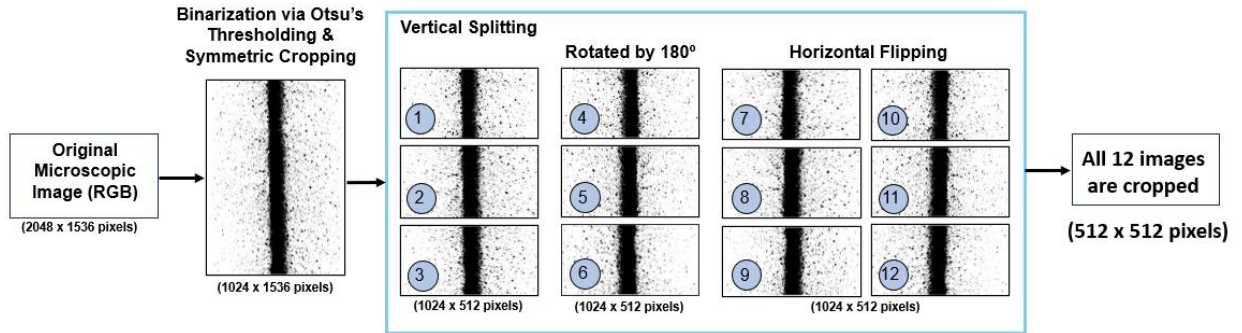 Original
Microscopic
Image (RGB)
(2048 x 1536 pixels)
Binarization via Otsu's
Thresholding &
Symmetric Cropping
(1024 x 1536 pixels)
Vertical Splitting
1
2
3
(1024 x 512 pixels)
Rotated by 180º
4
5
6
(1024 x 512 pixels)
Horizontal Flipping
7
10
8
11
9
12
(1024 x 512 pixels)
All 12 images
are cropped
(512 x 512 pixels)